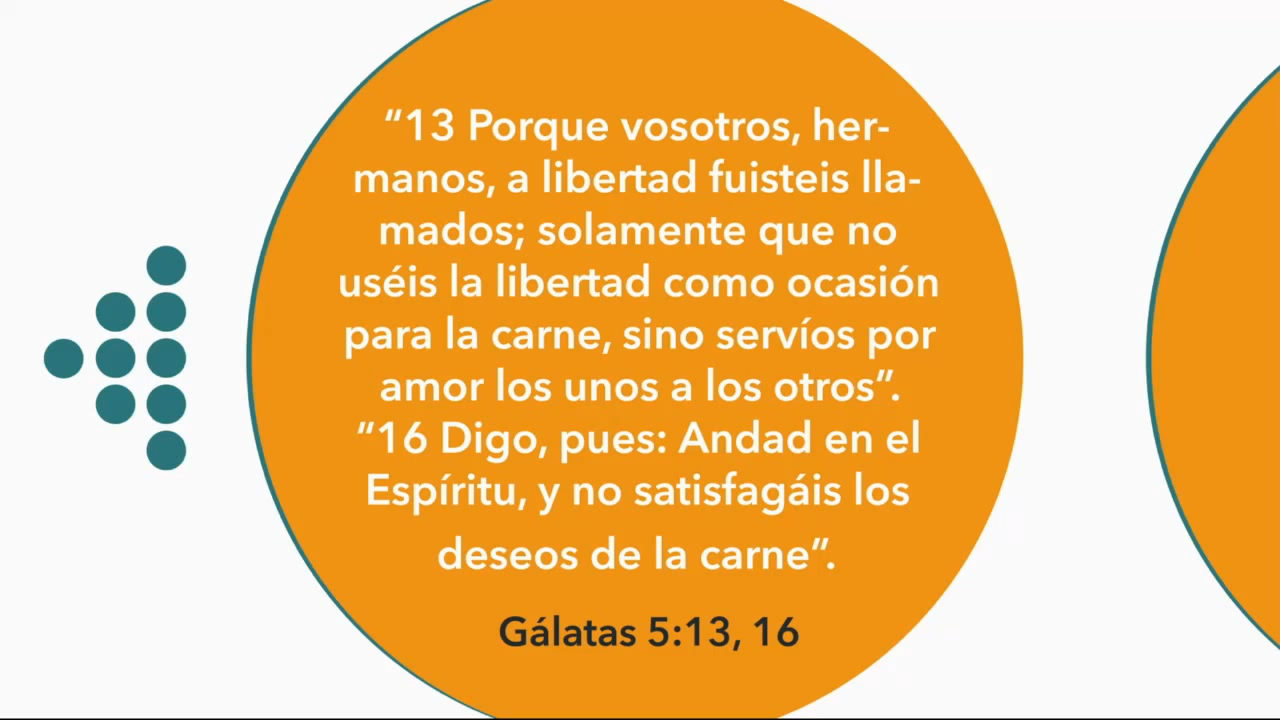 “13 Porque vosotros, her-
manos, a libertad fuisteis lla-
mados; solamente que no
uséis la libertad como ocasión
para la carne, sino servíos por
amor los unos a los otros”.
“16 Digo, pues: Andad en el
Espíritu, y no satisfagáis los
deseos de la carne”.
Gálatas 5:13, 16